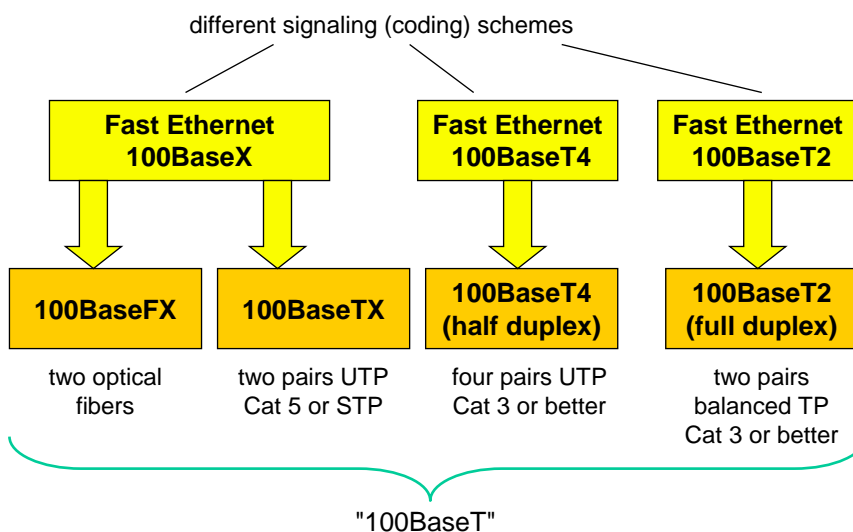 different signaling (coding) schemes
Fast Ethernet
100BaseX
Fast Ethernet
100BaseT4
Fast Ethernet
100BaseT2
100BaseFX
100BaseTX
100BaseT4
(half duplex)
100BaseT2
(full duplex)
two optical
fibers
two pairs UTP
Cat 5 or STP
four pairs UTP
Cat 3 or better
two pairs
balanced TP
Cat 3 or better
"100BaseT"